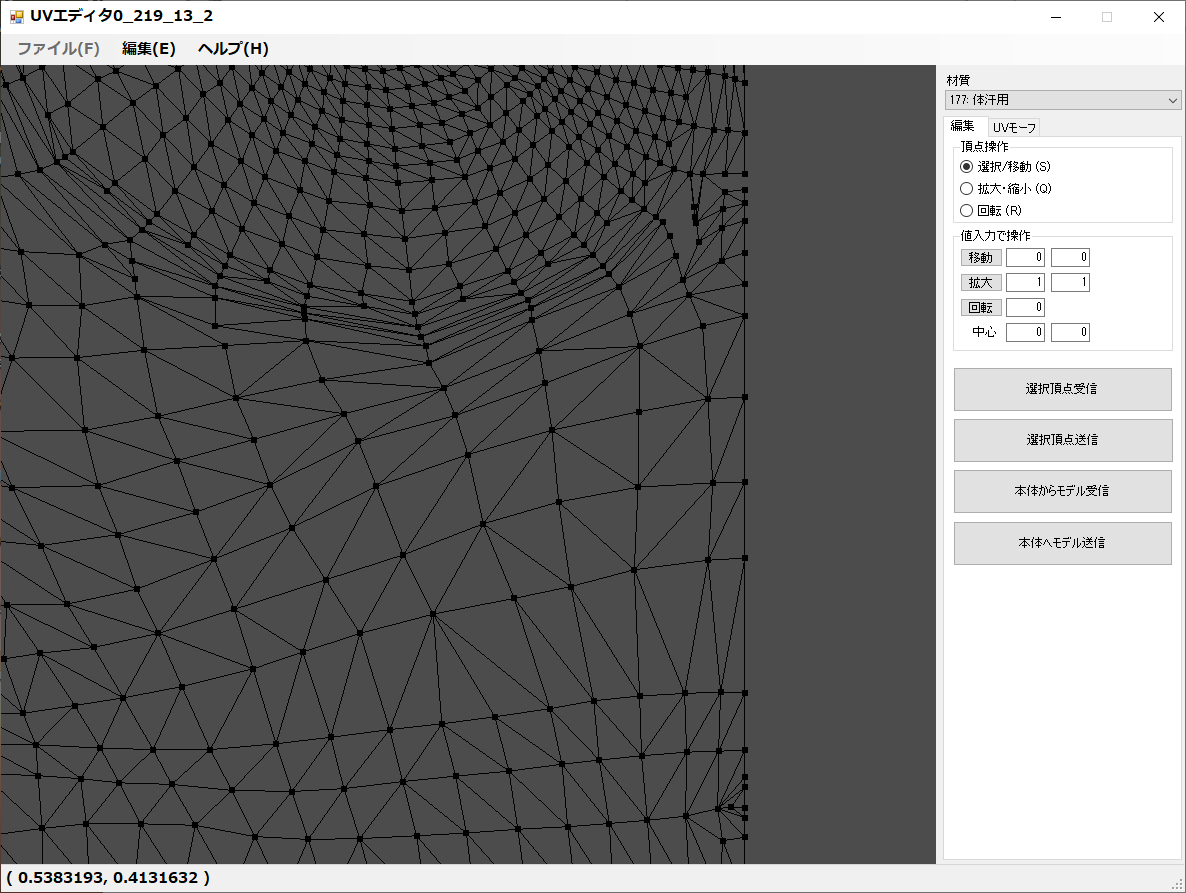 UVエディタ0_219_13_2
ファイル(F) 編集(E) ヘルプ(H)
材質
177: 体汗用
編集 UVモーフ
頂点操作
選択/移動 (S)
拡大・縮小 (Q)
回転 (R)
値入力で操作
移動 0 0
拡大 1 1
回転 0
中心 0 0
選択頂点受信
選択頂点送信
本体からモデル受信
本体へモデル送信
( 0.5383193, 0.4131632 )